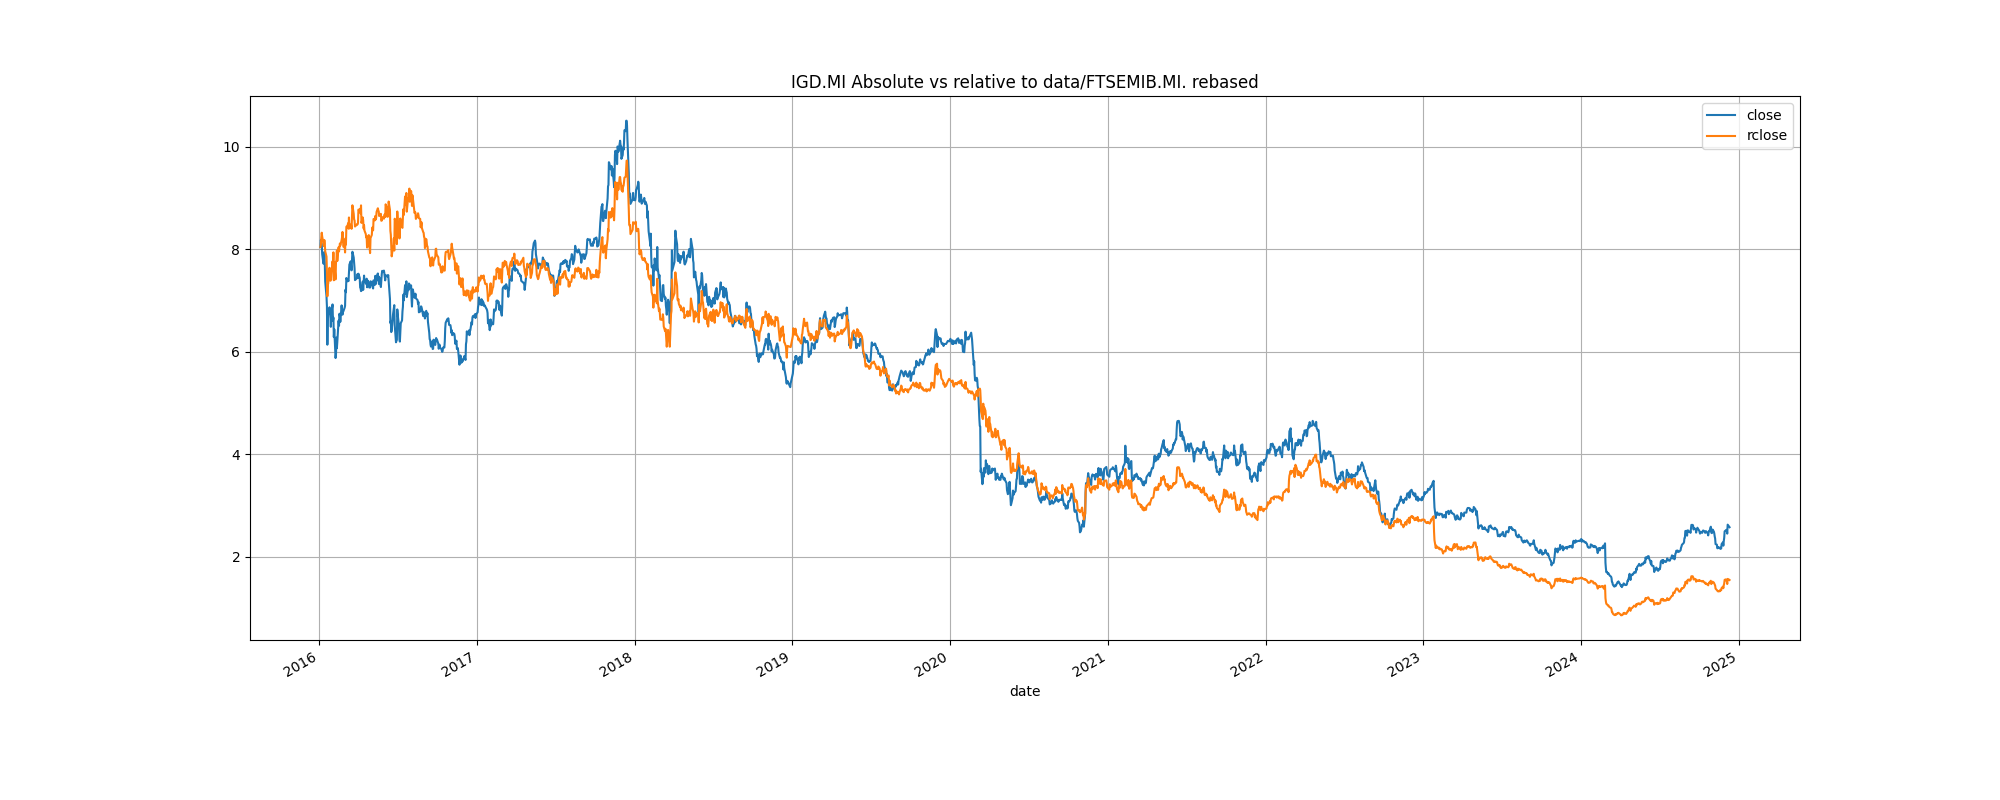 IGD.MI Absolute vs relative to data/FTSEMIB.MI. rebased
close
rclose
10
8
6
4
2
2016 2017 2018 2019 2020 2021 2022 2023 2024 2025
date